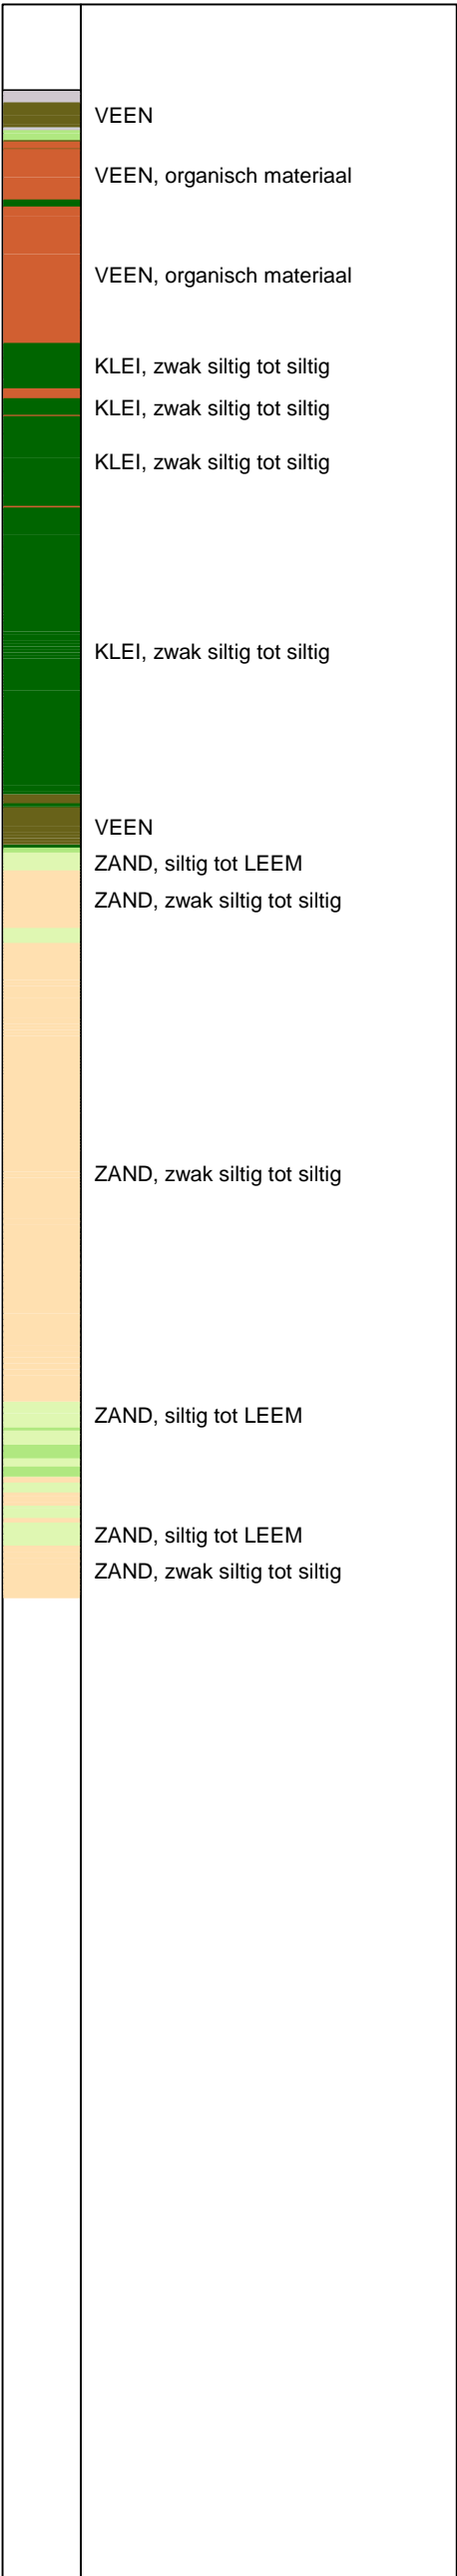 VEEN
VEEN, organisch materiaal
VEEN, organisch materiaal
KLEI, zwak siltig tot siltig
KLEI, zwak siltig tot siltig
KLEI, zwak siltig tot siltig
KLEI, zwak siltig tot siltig
VEEN
ZAND, siltig tot LEEM
ZAND, zwak siltig tot siltig
ZAND, zwak siltig tot siltig
ZAND, siltig tot LEEM
ZAND, siltig tot LEEM
ZAND, zwak siltig tot siltig